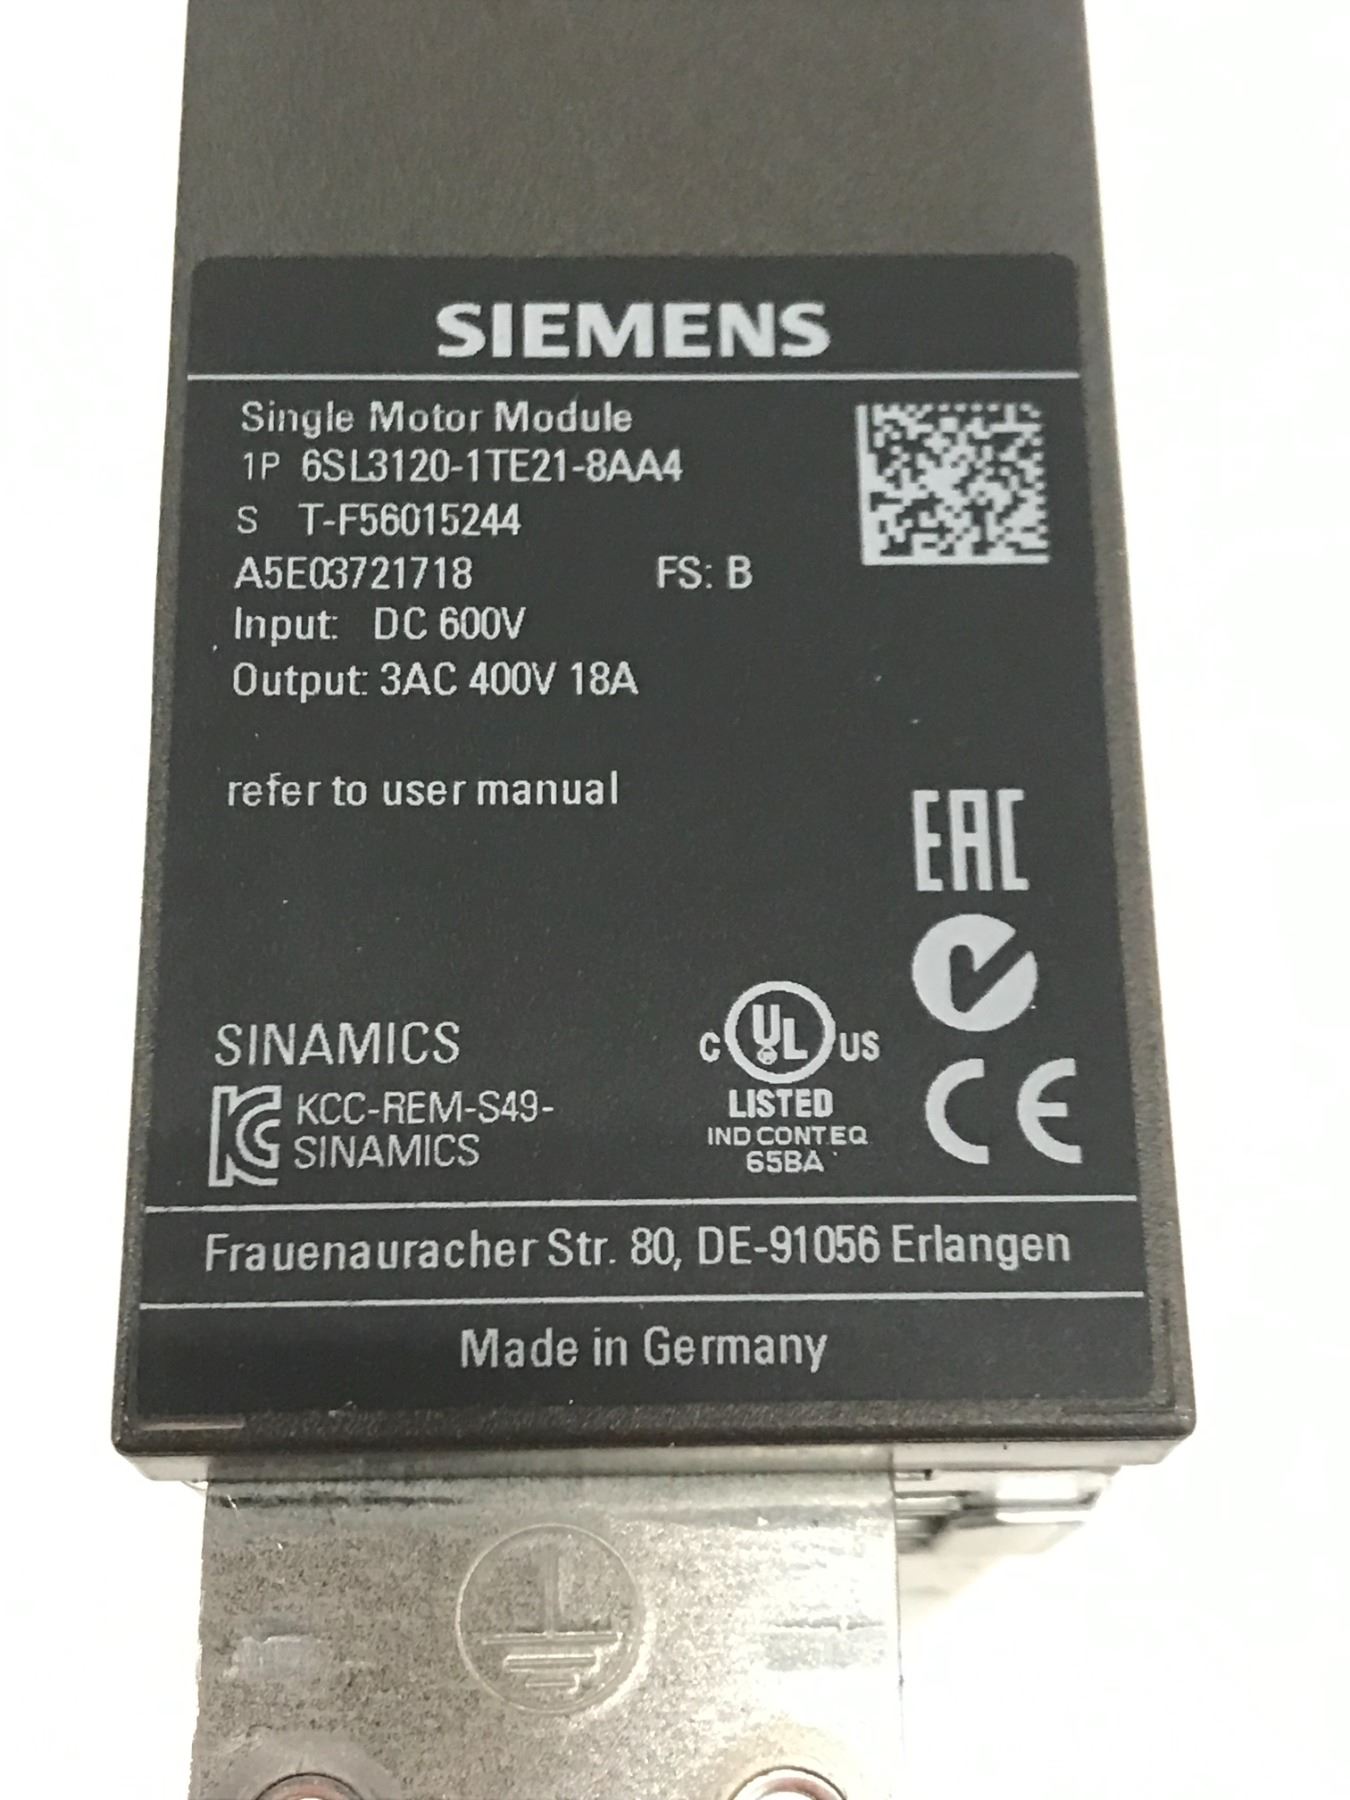 SIEMENS
Single Motor Module
1P 6SL3120-1TE21-8AA4
S T-F56015244
A5E03721718 FS: B
Input: DC 600V
Output: 3AC 400V 18A
refer to user manual
EAC
SINAMICS
C UL ® US
LISTED
IND CONT EQ
65BA
CE
KC KCC-REM-S49-
SINAMICS
Frauenauracher Str. 80, DE-91056 Erlangen
Made in Germany